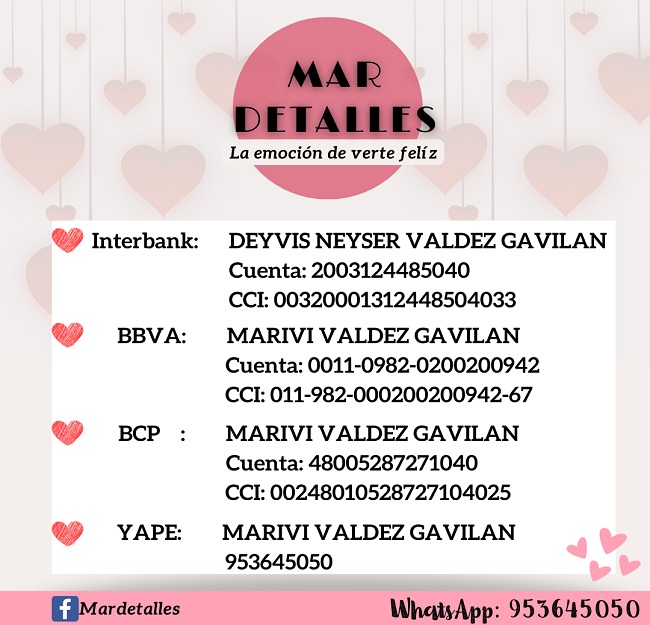 MAR
DETALLES
La emoción de verte felíz
Interbank: DEYVIS NEYSER VALDEZ GAVILAN
Cuenta: 2003124485040
CCI: 00320001312448504033
BBVA: MARIVI VALDEZ GAVILAN
Cuenta: 0011-0982-0200200942
CCI: 011-982-000200200942-67
BCP : MARIVI VALDEZ GAVILAN
Cuenta: 48005287271040
CCI: 00248010528727104025
YAPE: MARIVI VALDEZ GAVILAN
953645050
Mardetalles WhatsApp: 953645050